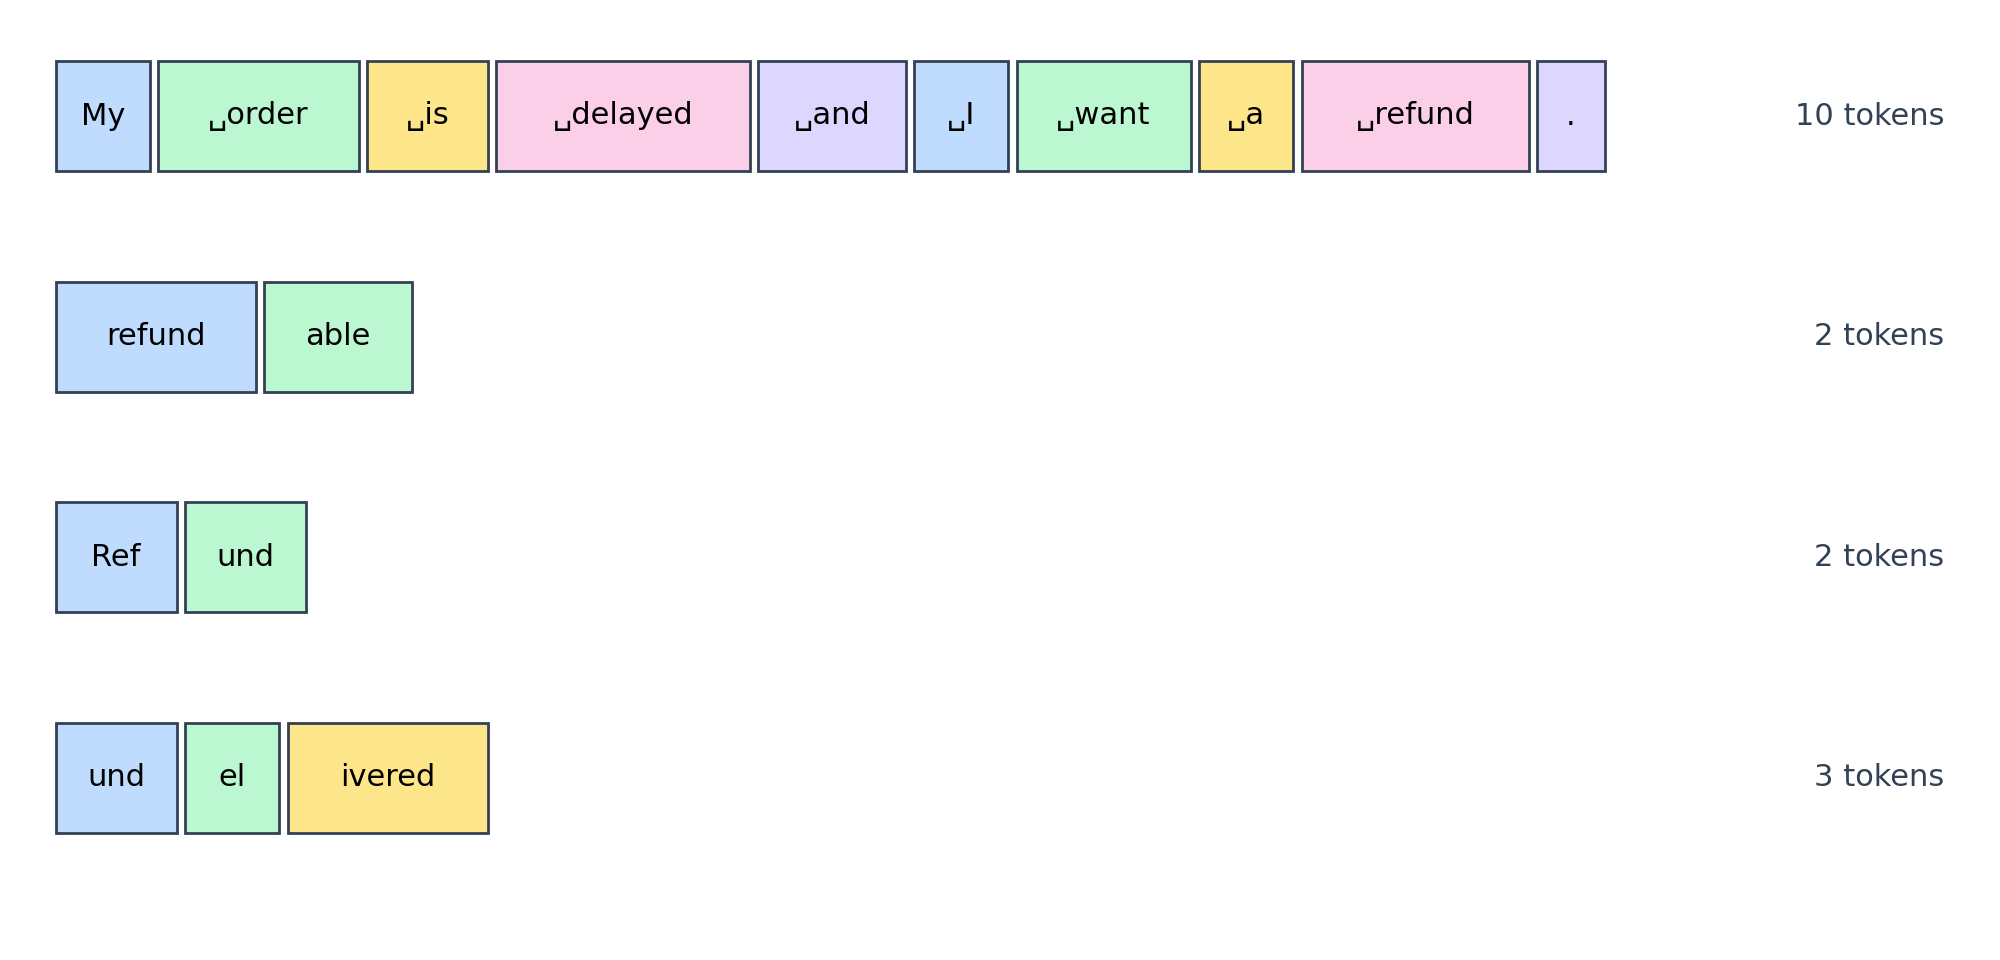 My ␣order ␣is ␣delayed ␣and ␣I ␣want ␣a ␣refund . 10 tokens
refund able 2 tokens
Ref und 2 tokens
und el ivered 3 tokens